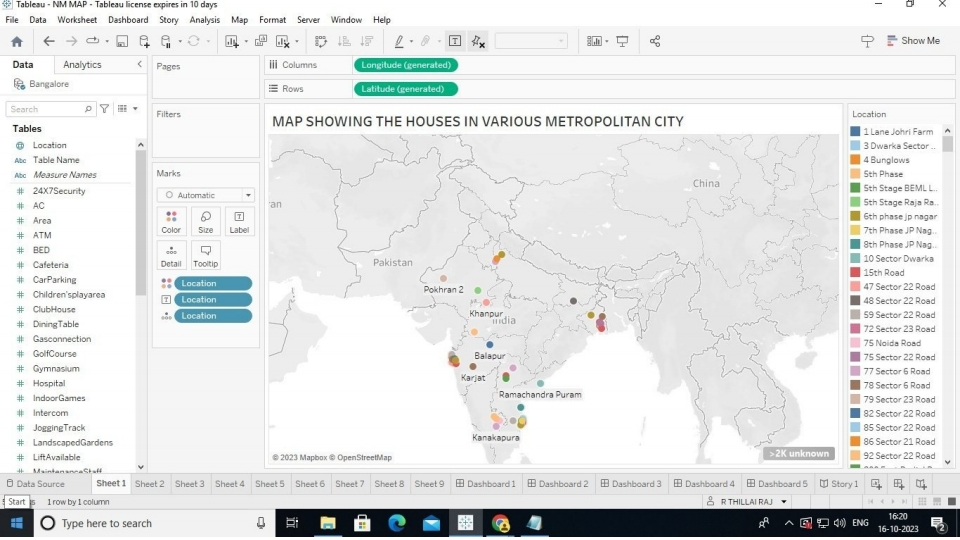 Tableau - NM MAP - Tableau license expires in 10 days
File Data Worksheet Dashboard Story Analysis Map Format Server Window Help
Show Me
Data Analytics
Pages
Columns Longitude (generated)
Bangalore
Rows Latitude (generated)
Search
Filters
MAP SHOWING THE HOUSES IN VARIOUS METROPOLITAN CITY
Location
Tables
Location
Abc Table Name
Abc Measure Names
24X7Security
AC
Area
ATM
BED
Cafeteria
CarParking
Children'splayarea
ClubHouse
DiningTable
Gasconnection
GolfCourse
Gymnasium
Hospital
IndoorGames
Intercom
JoggingTrack
LandscapedGardens
LiftAvailable
MaintenanceStaff
Marks
Automatic
Color Size Label
Detail Tooltip
Location
Location
Location
China
Pakistan
Pokhran 2
Khanpur
India
Balapur
Karjat
Ramachandra Puram
Kanakapura
© 2023 Mapbox © OpenStreetMap
>2K unknown
1 Lane Johri Farm
3 Dwarka Sector ..
4 Bunglows
5th Phase
5th Stage BEML L..
5th Stage Raja Ra..
6th phase jp nagar
7th Phase JP Nag..
8th Phase JP Nag..
10 Sector Dwarka
15th Road
47 Sector 22 Road
48 Sector 22 Road
59 Sector 22 Road
72 Sector 23 Road
75 Noida Road
75 Sector 22 Road
77 Sector 6 Road
78 Sector 6 Road
79 Sector 23 Road
82 Sector 22 Road
85 Sector 22 Road
86 Sector 21 Road
92 Sector 22 Road
Data Source Sheet 1 Sheet 2 Sheet 3 Sheet 4 Sheet 5 Sheet 6 Sheet 7 Sheet 8 Sheet 9 Dashboard 1 Dashboard 2 Dashboard 3 Dashboard 4 Dashboard 5 Story 1
Start 1 row by 1 column
R THILLAI RAJ
Type here to search
ENG
16:20
16-10-2023
2